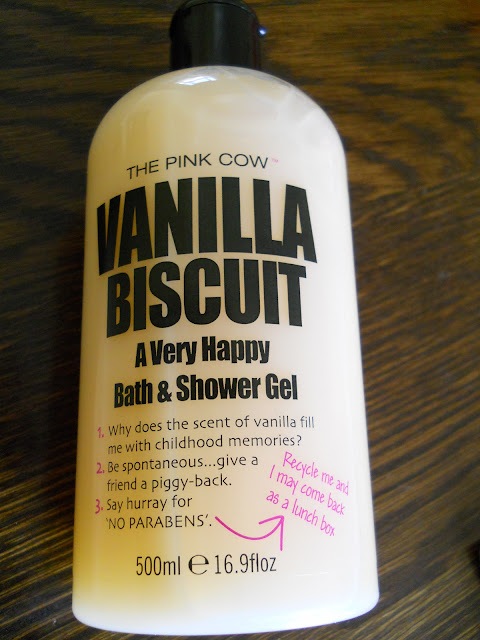 THE PINK COW™
VANILLA
BISCUIT
A Very Happy
Bath & Shower Gel
1. Why does the scent of vanilla fill
me with childhood memories?
2. Be spontaneous...give a
friend a piggy-back.
3. Say hurray for
'NO PARABENS'.
Recycle me and
I may come back
as a lunch box
500ml ℮ 16.9floz